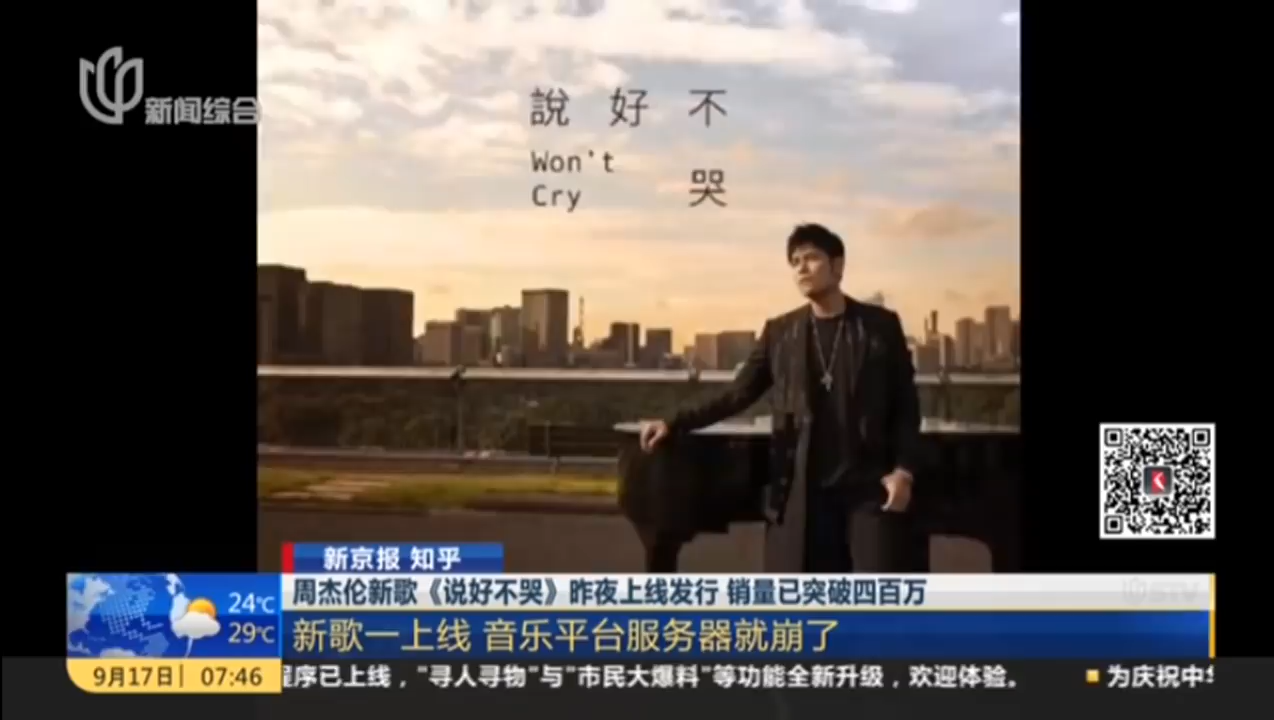 新闻综合
說好不哭
Won't
Cry
新京报 知乎
周杰伦新歌《说好不哭》昨夜上线发行 销量已突破四百万
新歌一上线 音乐平台服务器就崩了
24℃
29℃
9月17日 07:46
程序已上线，“寻人寻物”与“市民大爆料”等功能全新升级，欢迎体验。 ■为庆祝中
STV